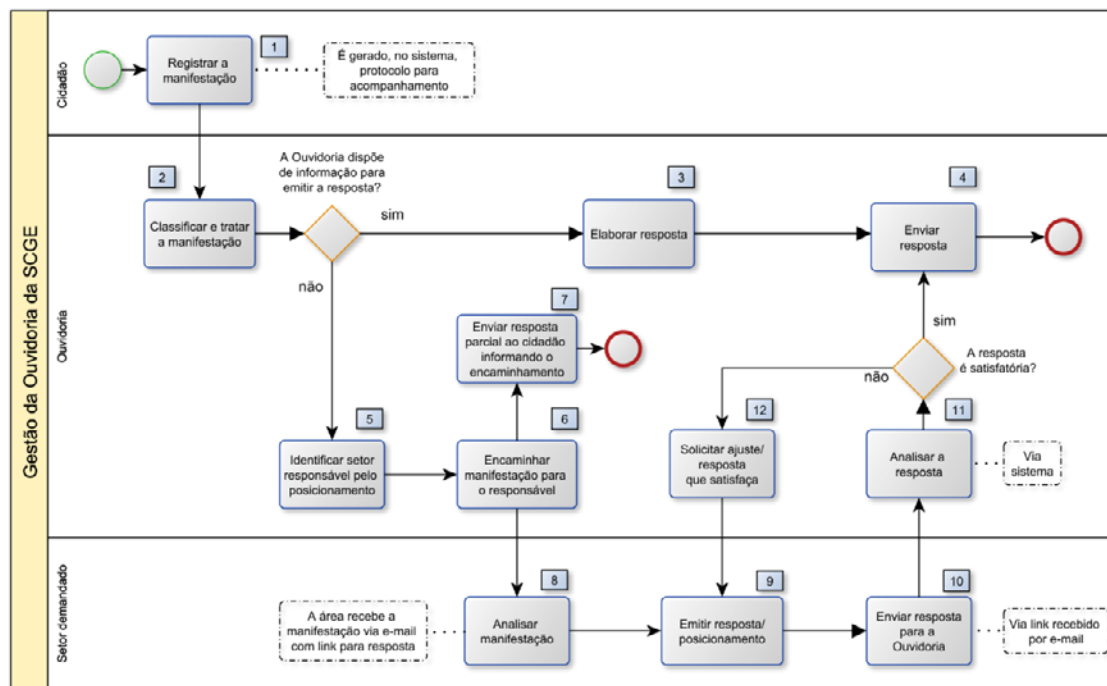 Gestão da Ouvidoria da SCGE
Cidadão
1
Registrar a
manifestação
É gerado, no sistema,
protocolo para
acompanhamento
Ouvidoria
2
Classificar e tratar
a manifestação
A Ouvidoria dispõe
de informação para
emitir a resposta?
sim
não
3
Elaborar resposta
4
Enviar
resposta
7
Enviar resposta
parcial ao cidadão
informando o
encaminhamento
sim
não
A resposta
é satisfatória?
5
Identificar setor
responsável pelo
posicionamento
6
Encaminhar
manifestação para
o responsável
12
Solicitar ajuste/
resposta
que satisfaça
11
Analisar a
resposta
Via
sistema
Setor demandado
A área recebe a
manifestação via e-mail
com link para resposta
8
Analisar
manifestação
9
Emitir resposta/
posicionamento
10
Enviar resposta
para a
Ouvidoria
Via link recebido
por e-mail